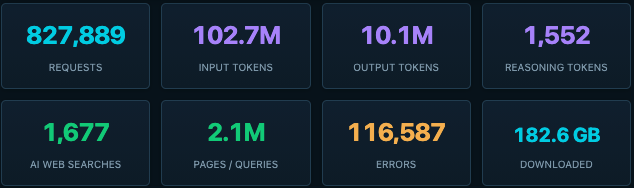 827,889
REQUESTS
102.7M
INPUT TOKENS
10.1M
OUTPUT TOKENS
1,552
REASONING TOKENS
1,677
AI WEB SEARCHES
2.1M
PAGES / QUERIES
116,587
ERRORS
182.6 GB
DOWNLOADED